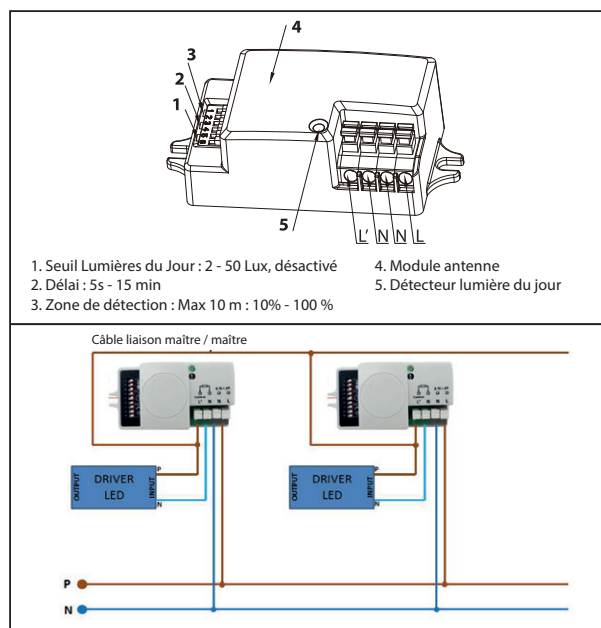 4
3
2
1
5
L' N N L
1. Seuil Lumières du Jour : 2 - 50 Lux, désactivé
2. Délai : 5s - 15 min
3. Zone de détection : Max 10 m : 10% - 100 %
4. Module antenne
5. Détecteur lumière du jour
Câble liaison maître / maître
L' N N L
L' N N L
OUTPUT
DRIVER
LED
INPUT
P
N
OUTPUT
DRIVER
LED
INPUT
P
N
P
N